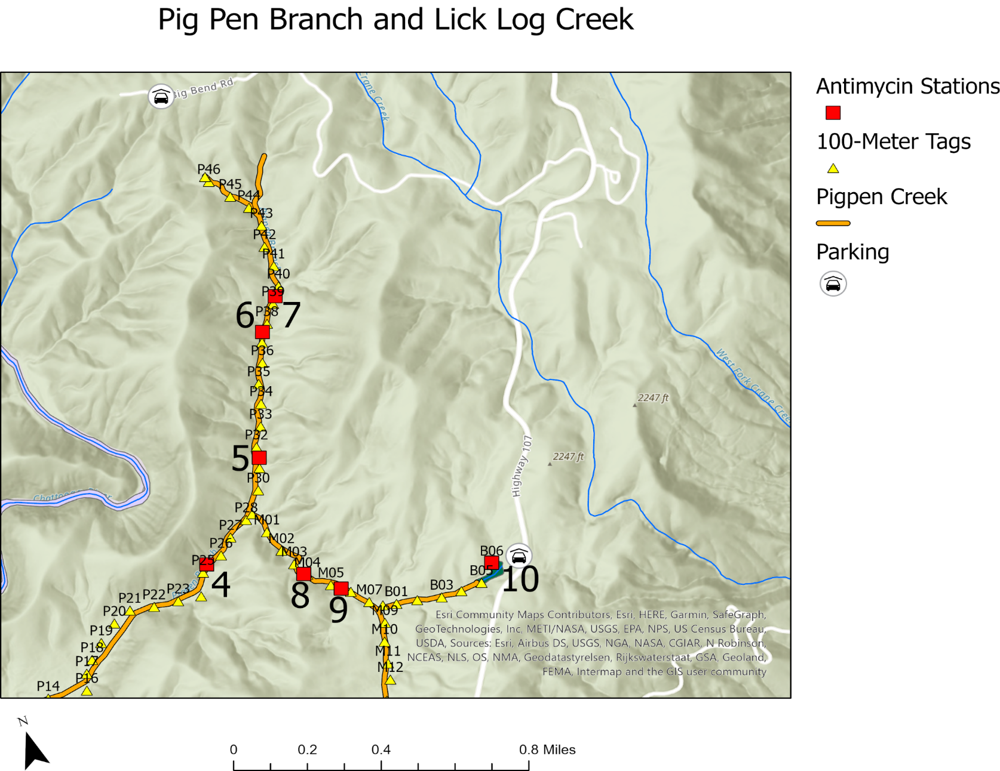 Pig Pen Branch and Lick Log Creek
Big Bend Rd
Crane Creek
Antimycin Stations
100-Meter Tags
Pigpen Creek
Parking
P46
P45
P44
P43
P42
P41
P40
P39
6
7
P38
P36
P35
P34
P33
P32
5
P30
P28
P27
M01
P26
M02
M03
P25
M04
4
M05
8
9
P23
P22
P21
P20
P19
P18
P17
P16
P14
M07
B01
B03
B05
B06
10
M09
M10
M11
M12
West Fork Crane Creek
2247 ft
2247 ft
Highway 107
Chattooga River
Esri Community Maps Contributors, Esri, HERE, Garmin, SafeGraph,
GeoTechnologies, Inc, METI/NASA, USGS, EPA, NPS, US Census Bureau,
USDA, Sources: Esri, Airbus DS, USGS, NGA, NASA, CGIAR, N Robinson,
NCEAS, NLS, OS, NMA, Geodatastyrelsen, Rijkswaterstaat, GSA, Geoland,
FEMA, Intermap and the GIS user community
N
0 0.2 0.4 0.8 Miles